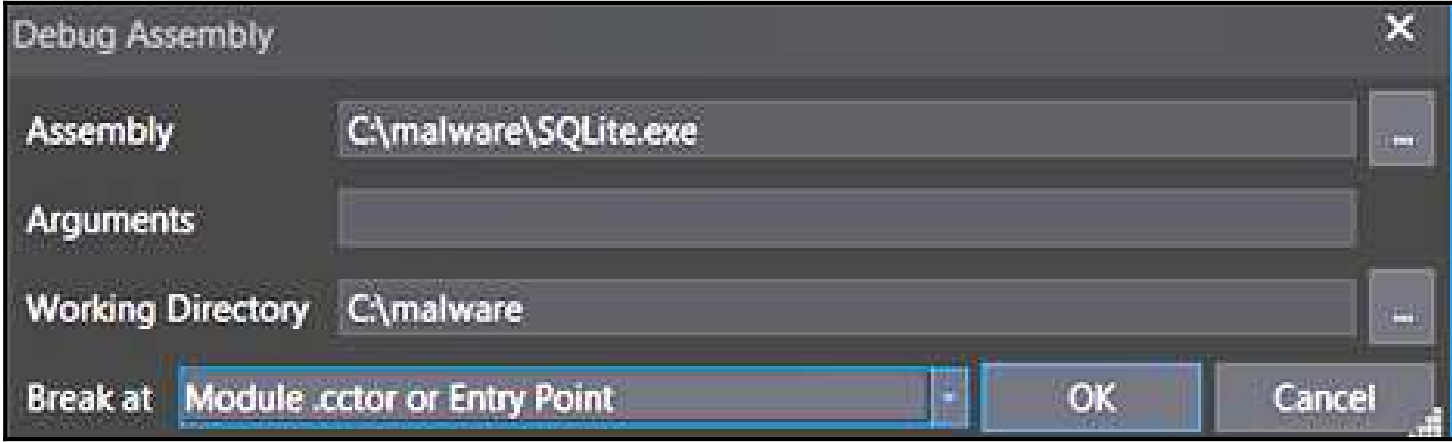 Debug Assembly
Assembly C:\malware\SQLite.exe ...
Arguments
Working Directory C:\malware ...
Break at Module .cctor or Entry Point OK Cancel